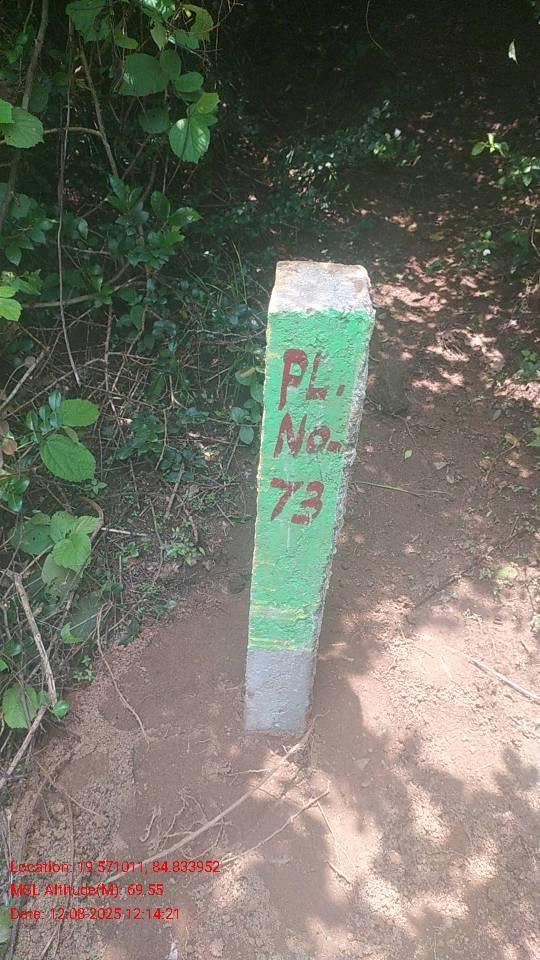 PL.
No.
73
Location: 19.571011, 84.833952
MSL Altitude(M): 69.55
Date: 12-08-2025 12:14:21